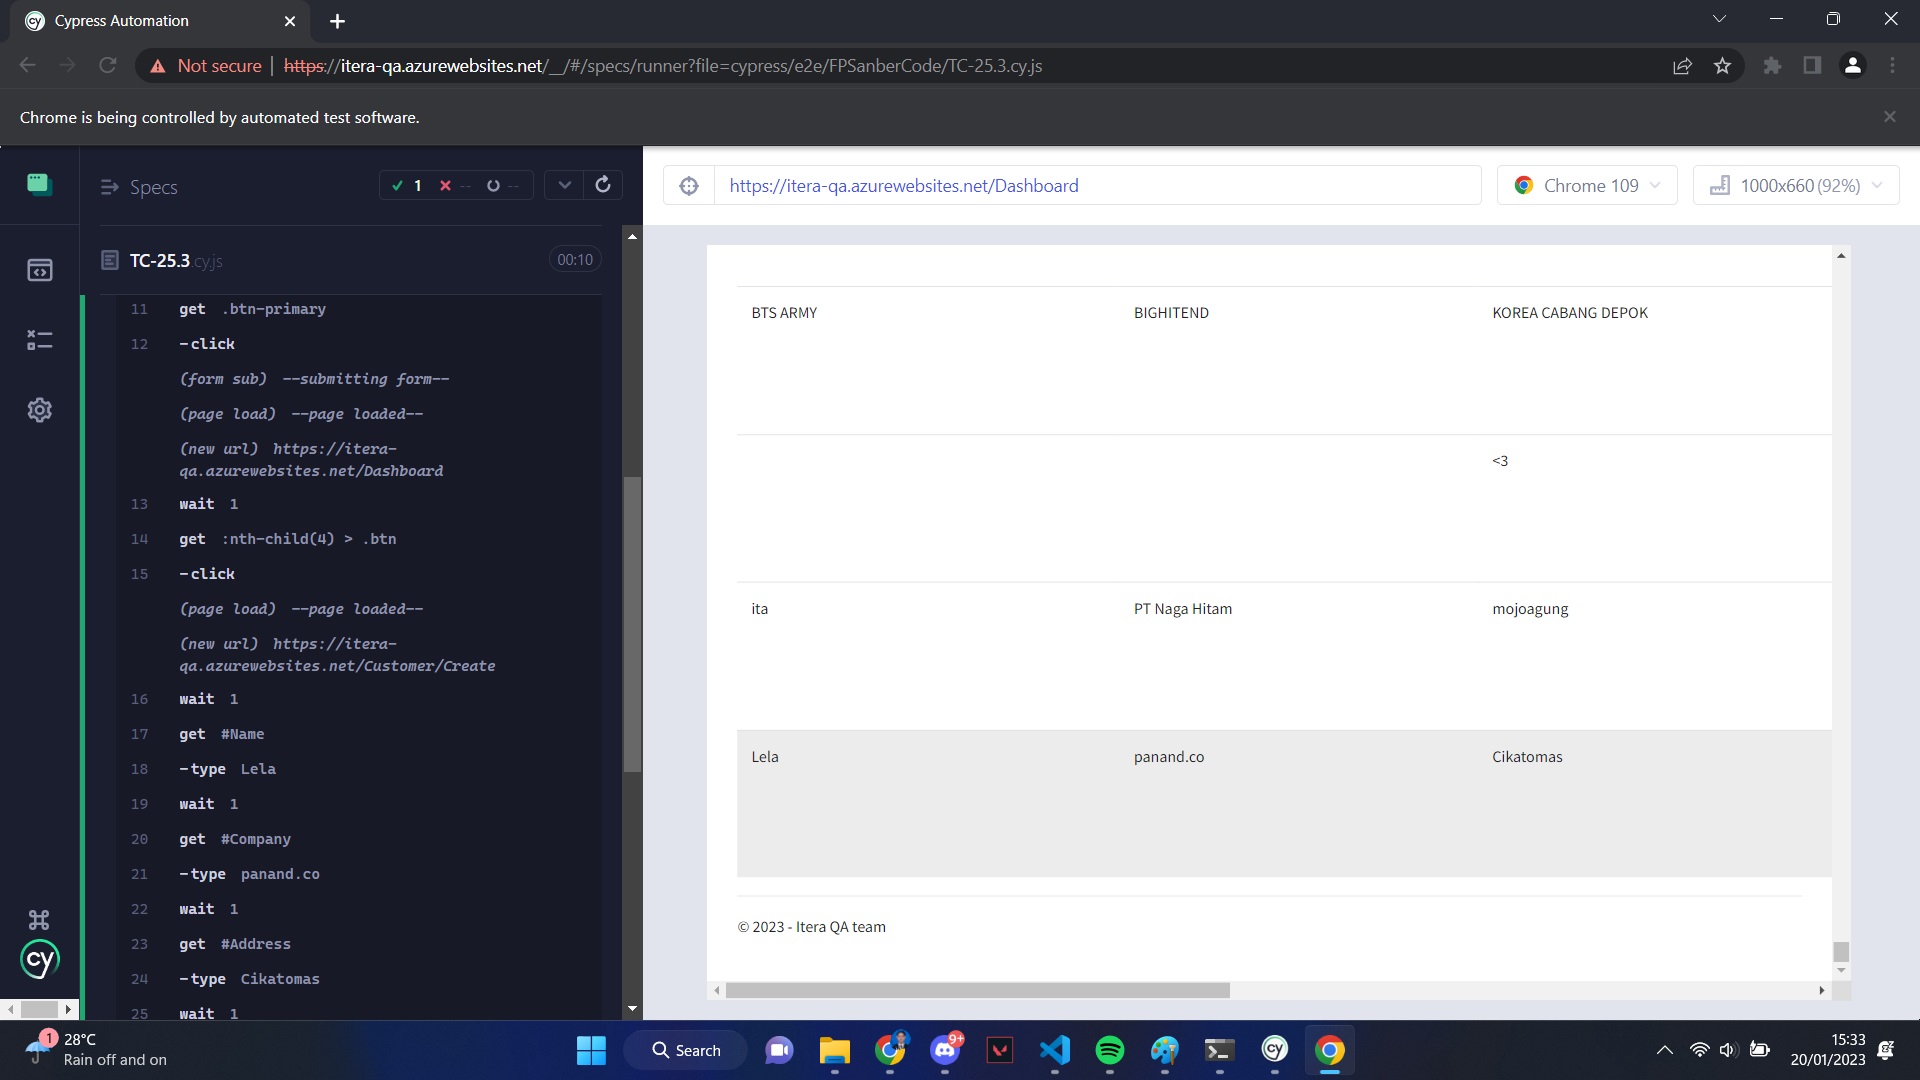 Cypress Automation
Not secure https://itera-qa.azurewebsites.net/__/#/specs/runner?file=cypress/e2e/FPSanberCode/TC-25.3.cy.js
Chrome is being controlled by automated test software.
Specs
1
--
--
https://itera-qa.azurewebsites.net/Dashboard
Chrome 109
1000x660 (92%)
TC-25.3.cy.js
00:10
11 get .btn-primary
12 -click
(form sub) --submitting form--
(page load) --page loaded--
(new url) https://itera-
qa.azurewebsites.net/Dashboard
13 wait 1
14 get :nth-child(4) > .btn
15 -click
(page load) --page loaded--
(new url) https://itera-
qa.azurewebsites.net/Customer/Create
16 wait 1
17 get #Name
18 -type Lela
19 wait 1
20 get #Company
21 -type panand.co
22 wait 1
23 get #Address
24 -type Cikatomas
25 wait 1
cy
BTS ARMY BIGHITEND KOREA CABANG DEPOK
<3
ita PT Naga Hitam mojoagung
Lela panand.co Cikatomas
© 2023 - Itera QA team
1
28°C
Rain off and on
Search
9+
cy
15:33
20/01/2023